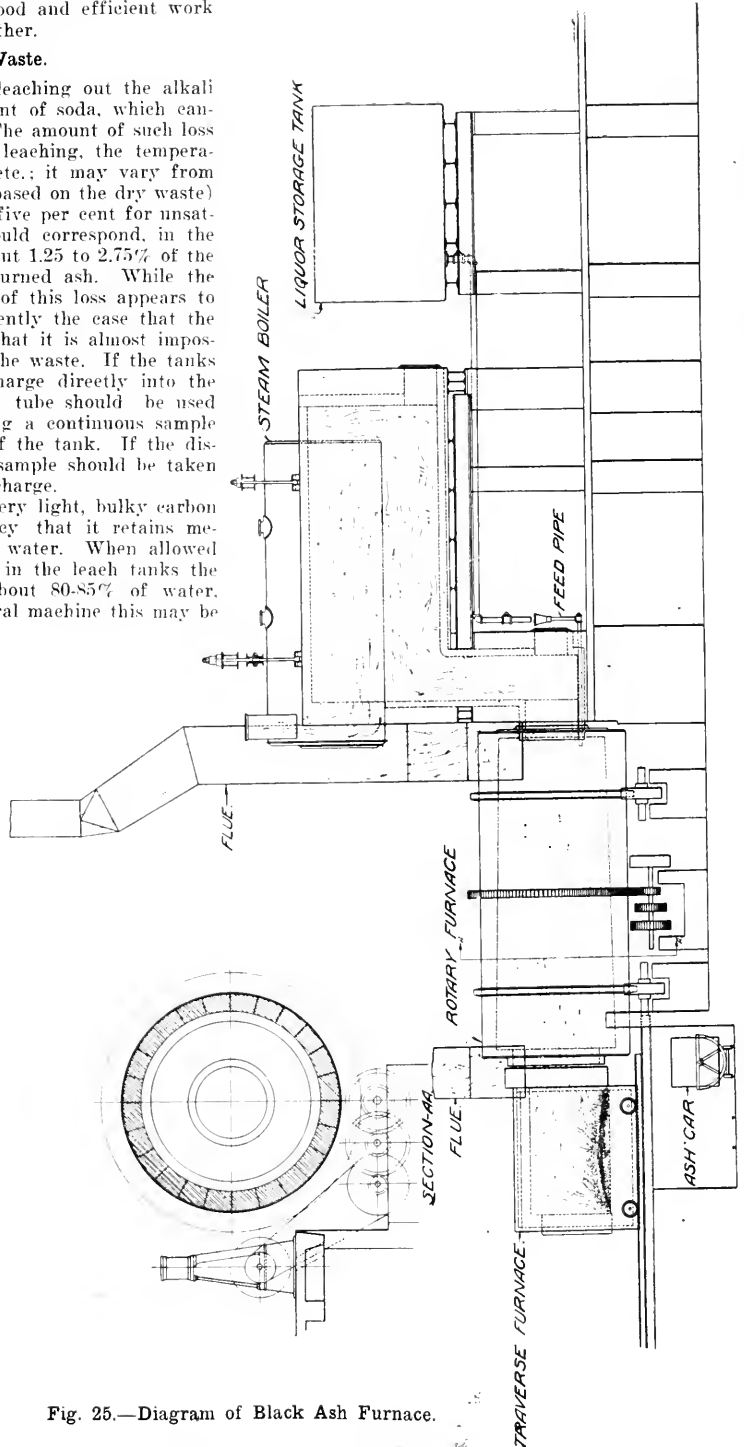 ood and efficient work
ther.
Waste.
leaching out the alkali
nt of soda, which can-
The amount of such loss
leaching, the tempera-
etc.; it may vary from
based on the dry waste)
five per cent for unsat-
uld correspond, in the
ut 1.25 to 2.75% of the
urned ash. While the
of this loss appears to
ently the case that the
hat it is almost impos-
he waste. If the tanks
harge directly into the
tube should be used
g a continuous sample
f the tank. If the dis-
sample should be taken
charge.
ery light, bulky carbon
cy that it retains me-
water. When allowed
in the leach tanks the
bout 80-85% of water,
ral machine this may be
LIQUOR STORAGE TANK
STEAM BOILER
FEED PIPE
FLUE
ROTARY FURNACE
SECTION-AA
FLUE
ASH CAR
TRAVERSE FURNACE
Fig. 25.—Diagram of Black Ash Furnace.